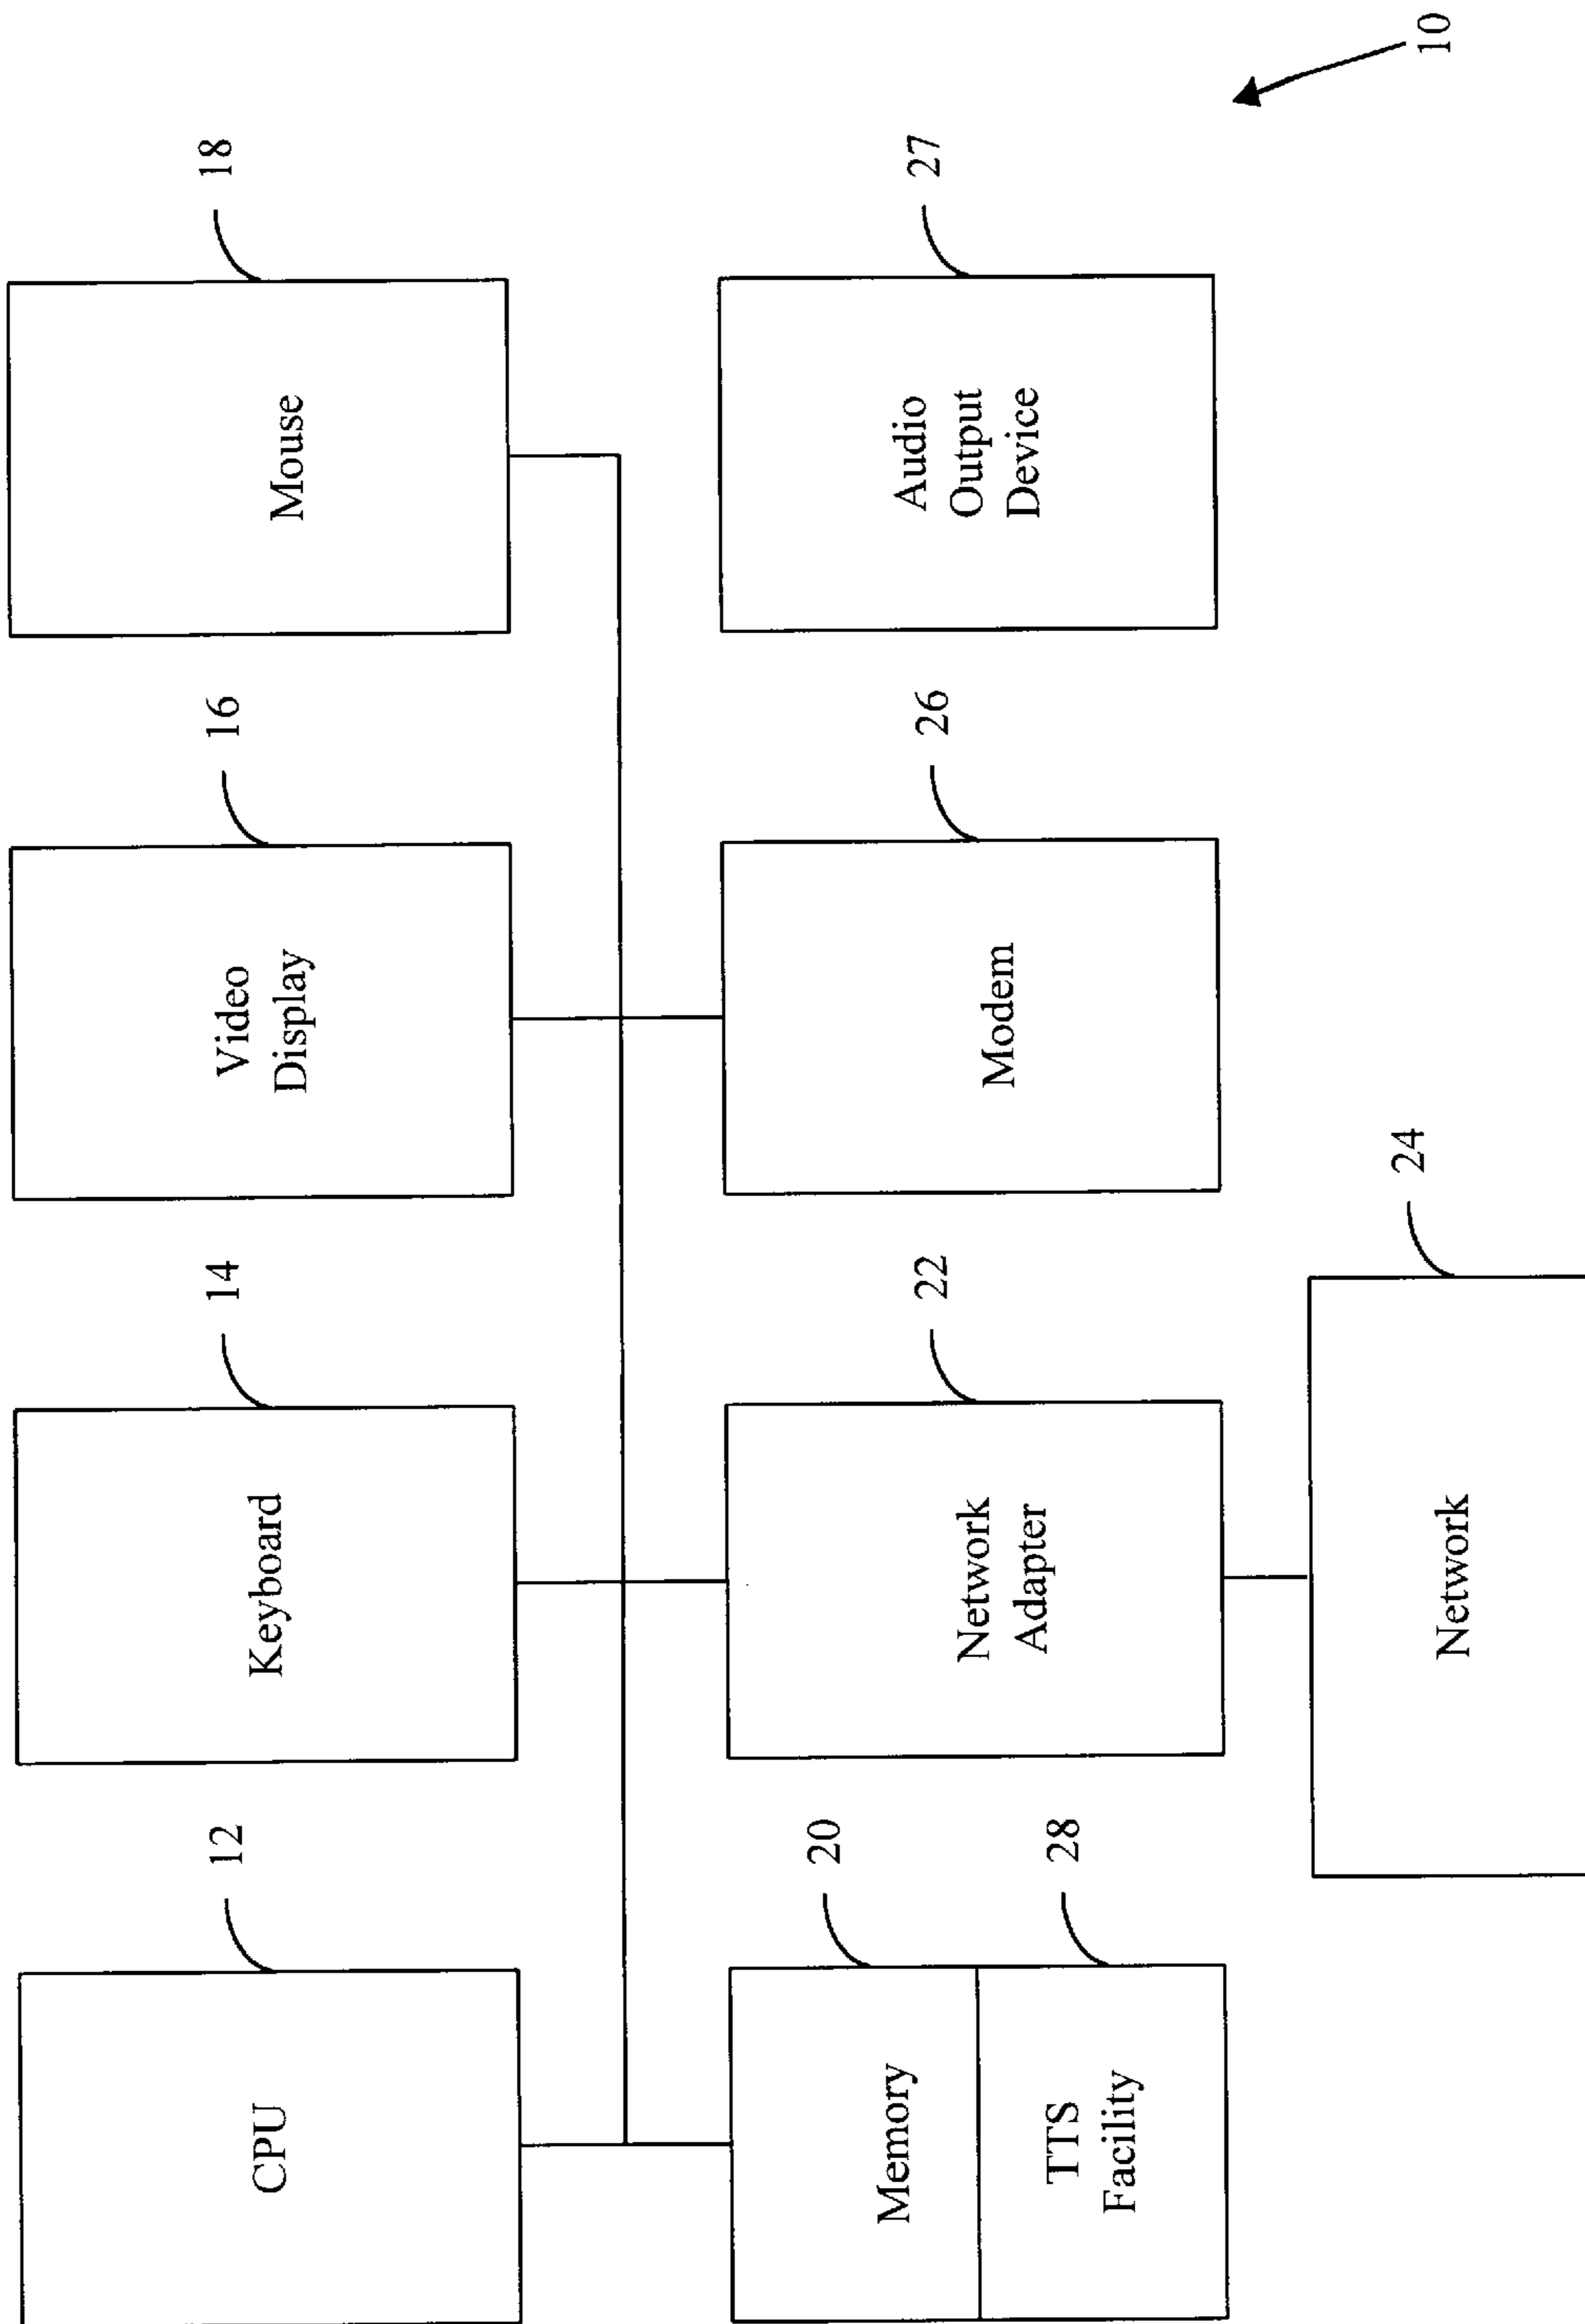 12
14
16
18
CPU
Keyboard
Video
Display
Mouse
20
22
26
27
Memory
Network
Adapter
Modem
Audio
Output
Device
28
TTS
Facility
24
Network
10